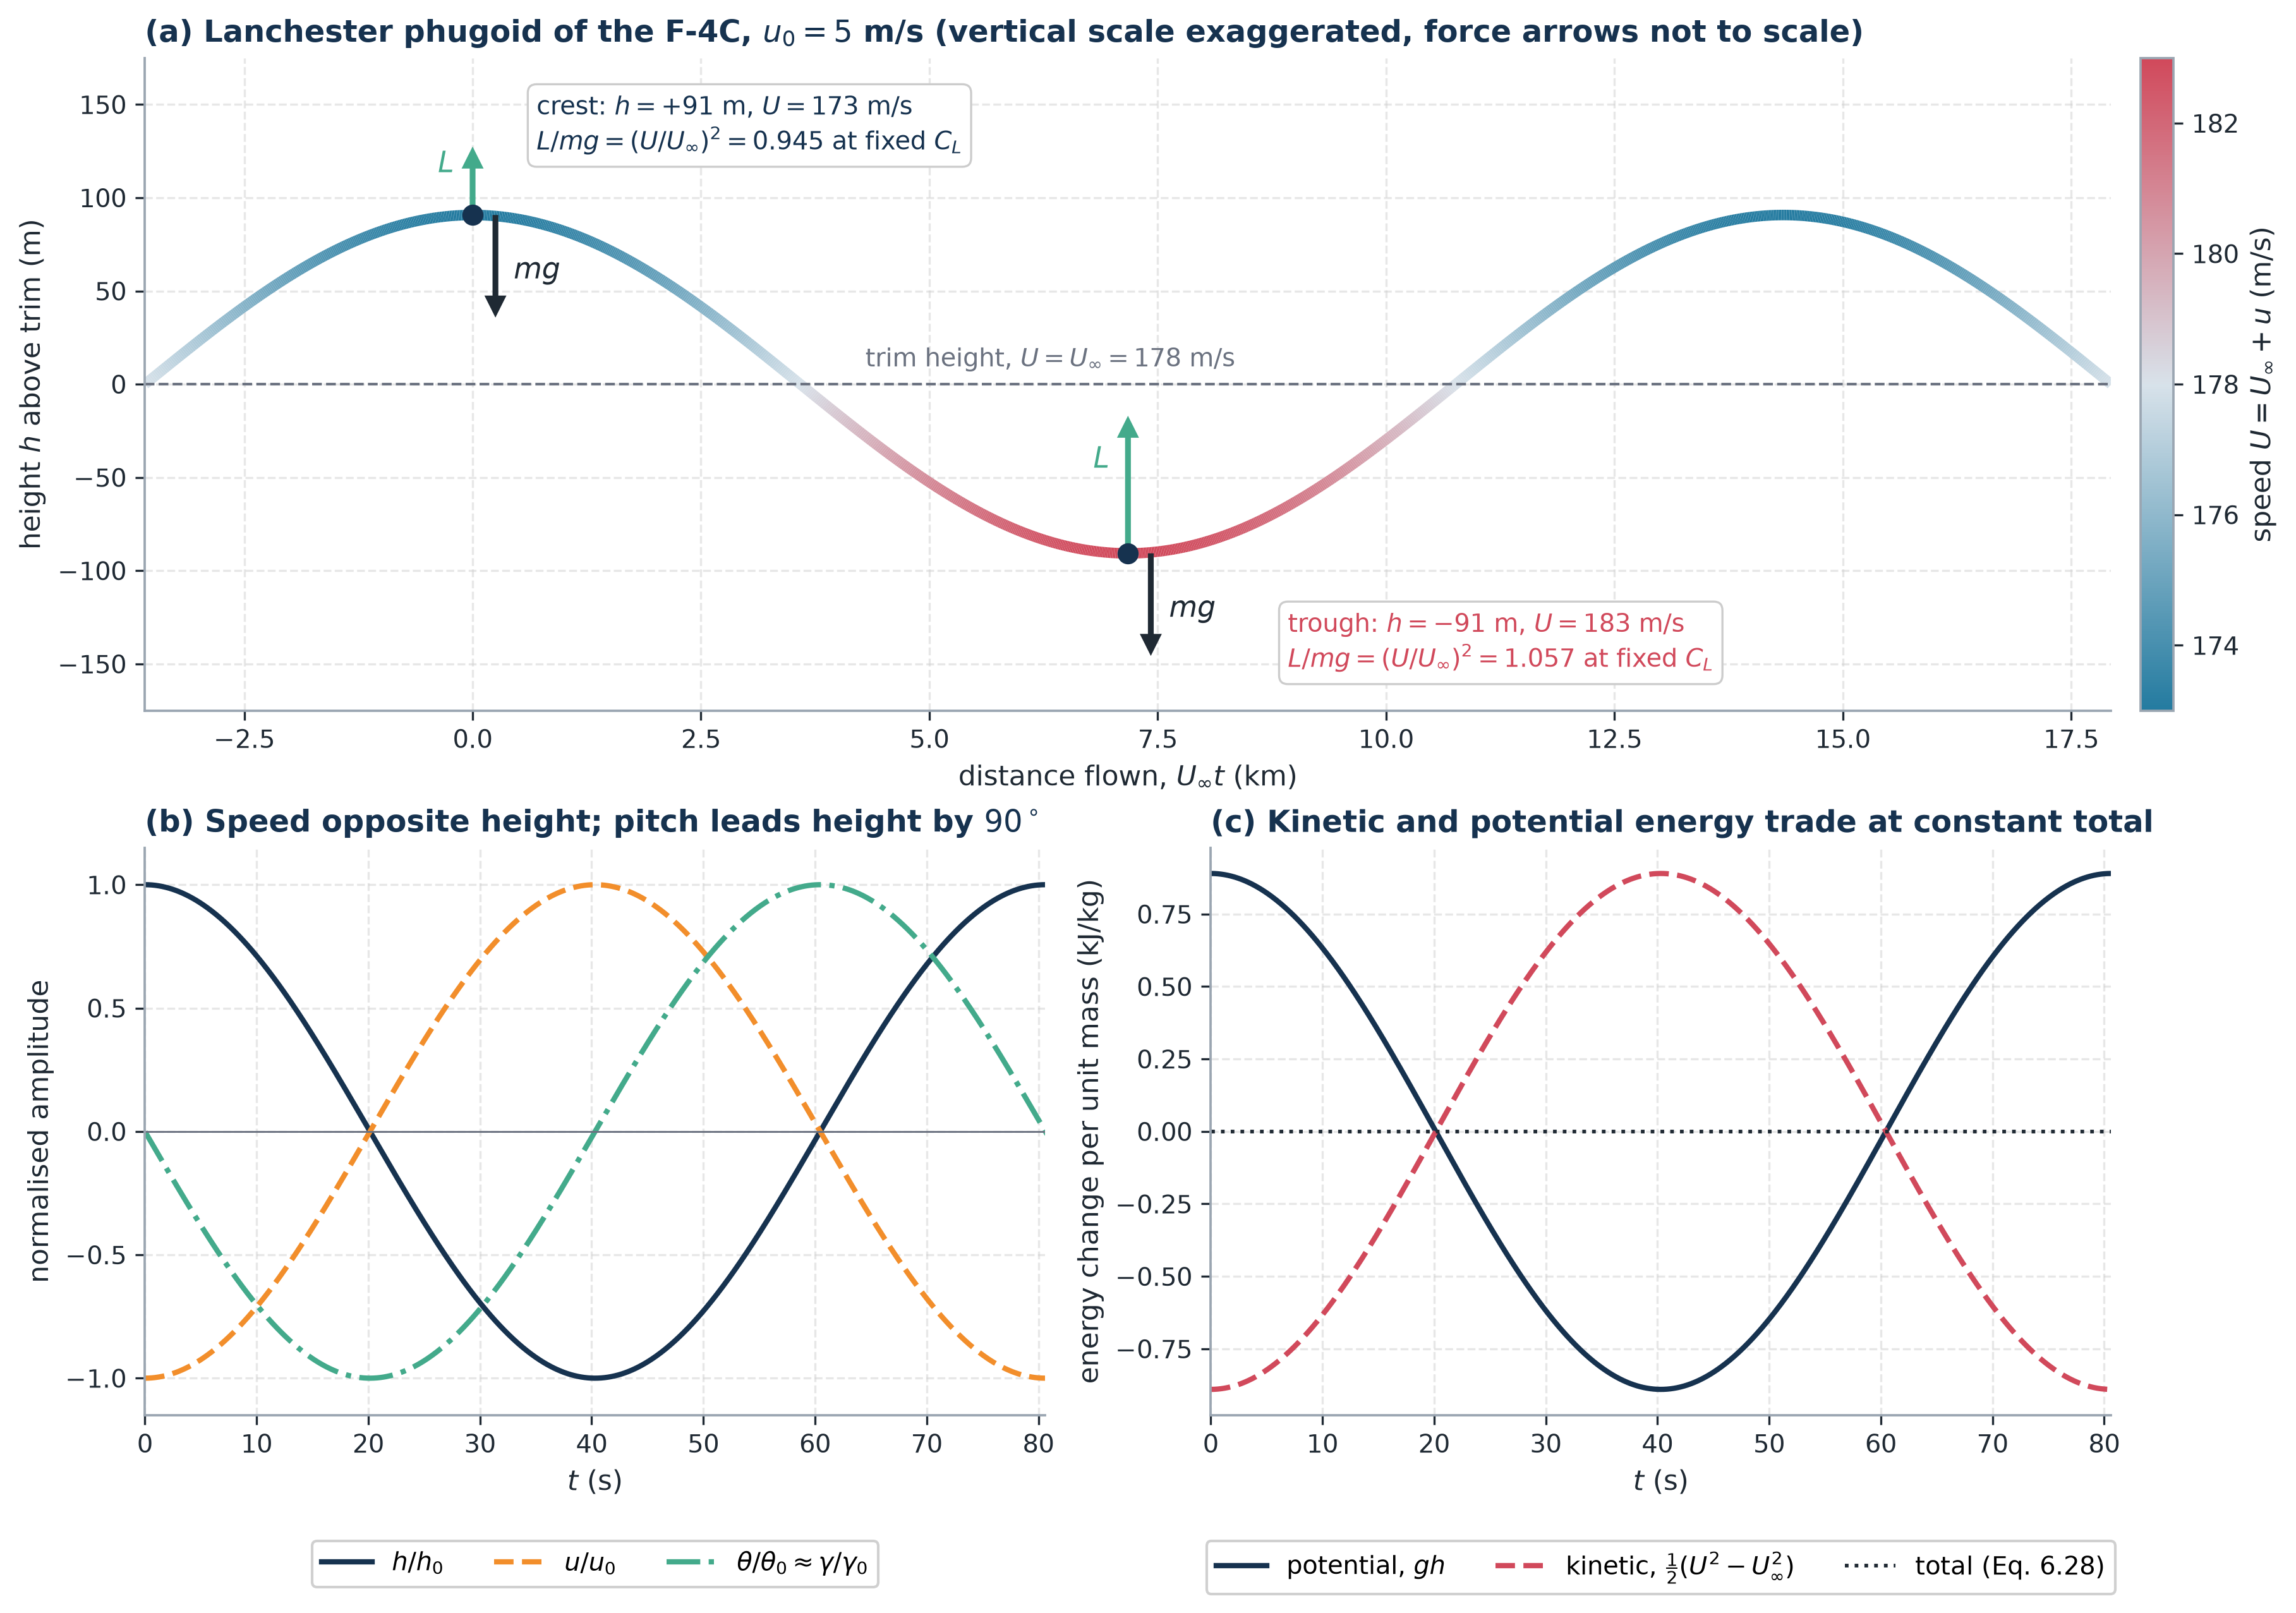 (a) Lanchester phugoid of the F-4C, u₀ = 5 m/s (vertical scale exaggerated, force arrows not to scale)
150
100
50
0
−50
−100
−150
height h above trim (m)
crest: h = +91 m, U = 173 m/s
L/mg = (U/U∞)² = 0.945 at fixed C_L
L
mg
trim height, U = U∞ = 178 m/s
L
mg
trough: h = −91 m, U = 183 m/s
L/mg = (U/U∞)² = 1.057 at fixed C_L
−2.5 0.0 2.5 5.0 7.5 10.0 12.5 15.0 17.5
distance flown, U∞t (km)
182
180
178
176
174
speed U = U∞ + u (m/s)
(b) Speed opposite height; pitch leads height by 90°
1.0
0.5
0.0
−0.5
−1.0
normalised amplitude
0 10 20 30 40 50 60 70 80
t (s)
h/h₀ u/u₀ θ/θ₀ ≈ γ/γ₀
(c) Kinetic and potential energy trade at constant total
0.75
0.50
0.25
0.00
−0.25
−0.50
−0.75
energy change per unit mass (kJ/kg)
0 10 20 30 40 50 60 70 80
t (s)
potential, gh kinetic, ½(U² − U∞²) total (Eq. 6.28)